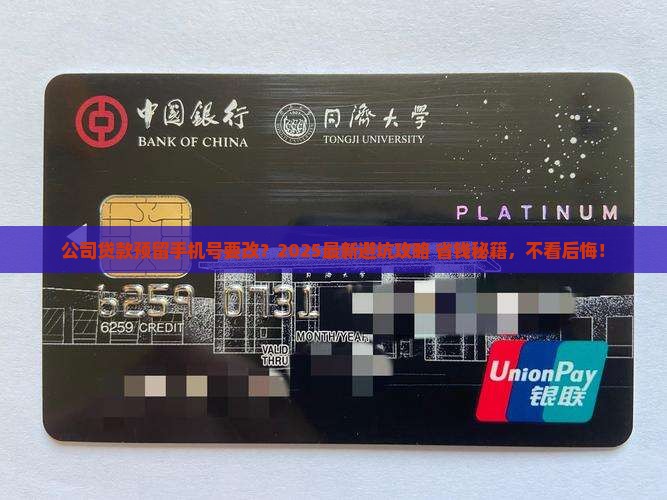 中国銀行
BANK OF CHINA
同濟大学
TONGJI UNIVERSITY
PLATINUM
公司贷款预留手机号要改？2025最新避坑攻略 省钱秘籍，不看后悔！
6259 0731
6259 CREDIT
MONTH/YEAR
VALID
THRU
UnionPay
银联